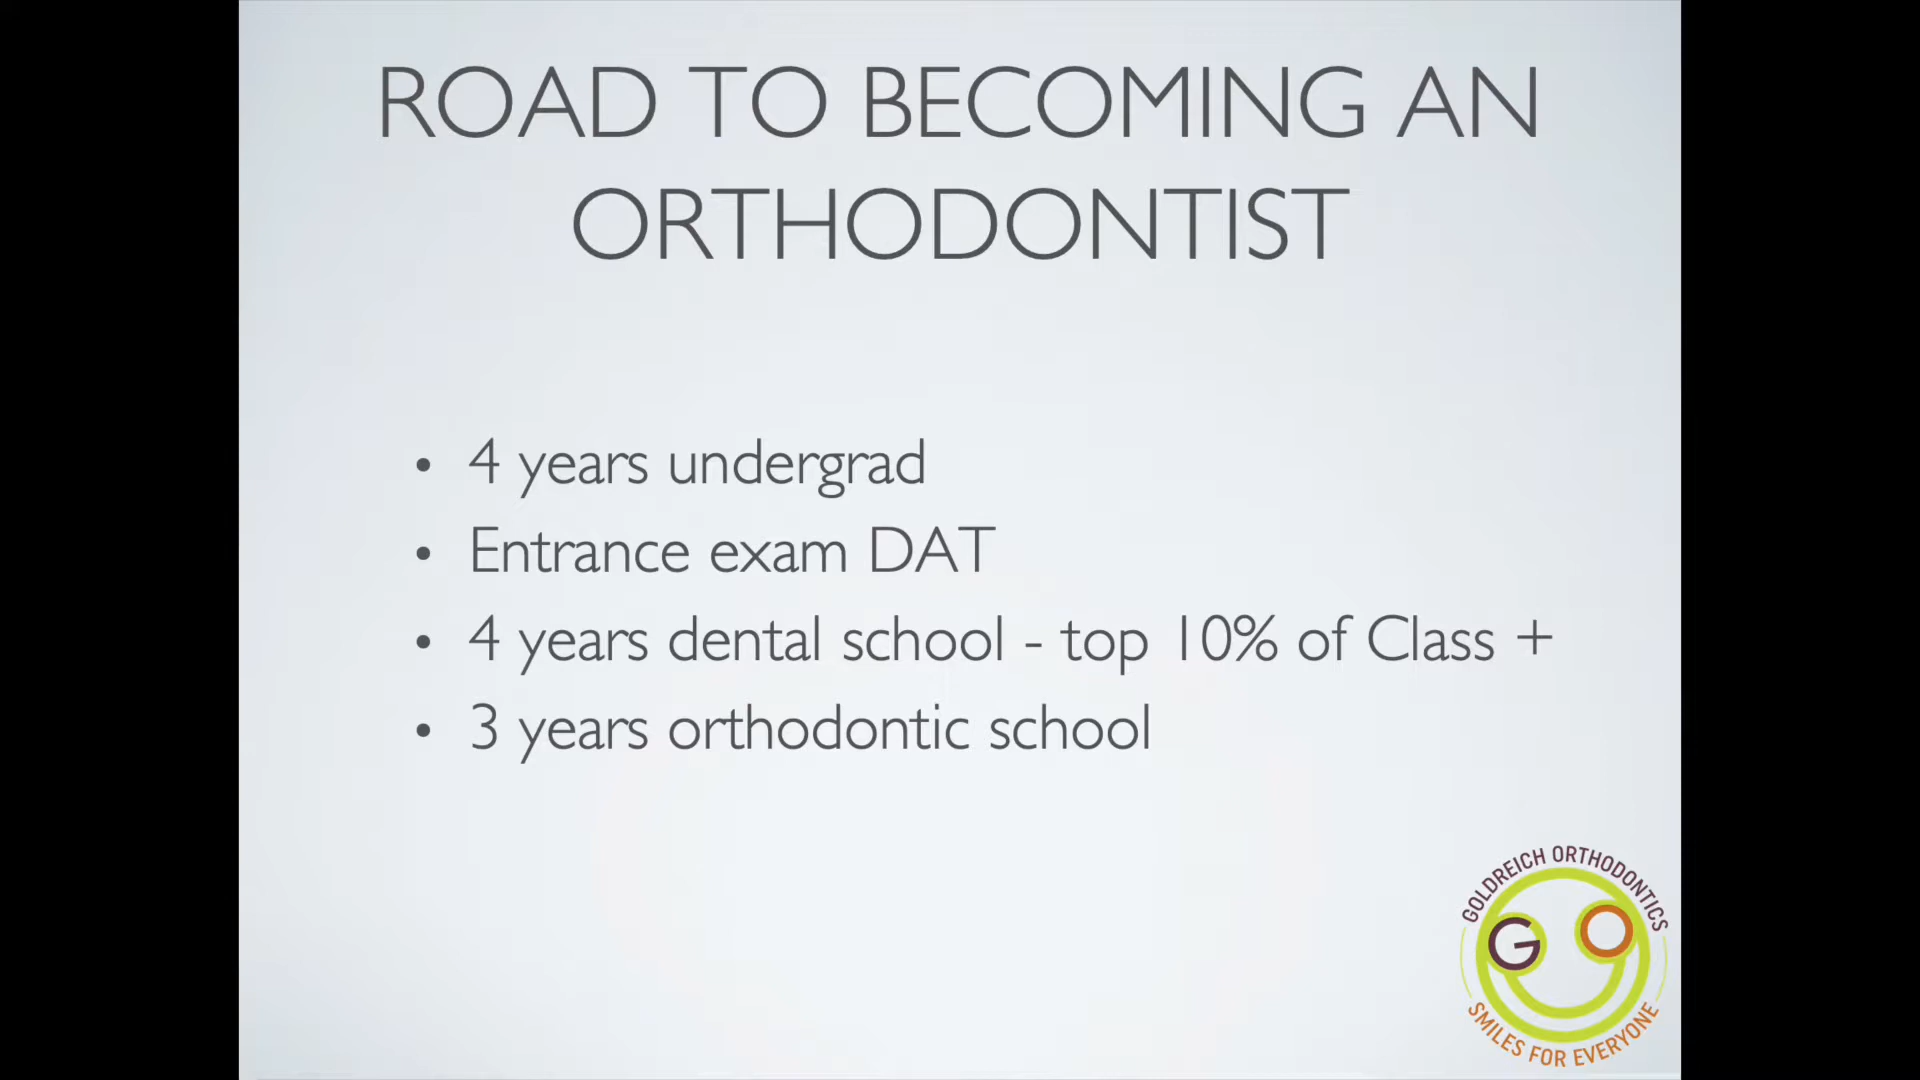 ROAD TO BECOMING AN
ORTHODONTIST
• 4 years undergrad
• Entrance exam DAT
• 4 years dental school - top 10% of Class +
• 3 years orthodontic school
GOLDREICH ORTHODONTICS
GO
SMILES FOR EVERYONE